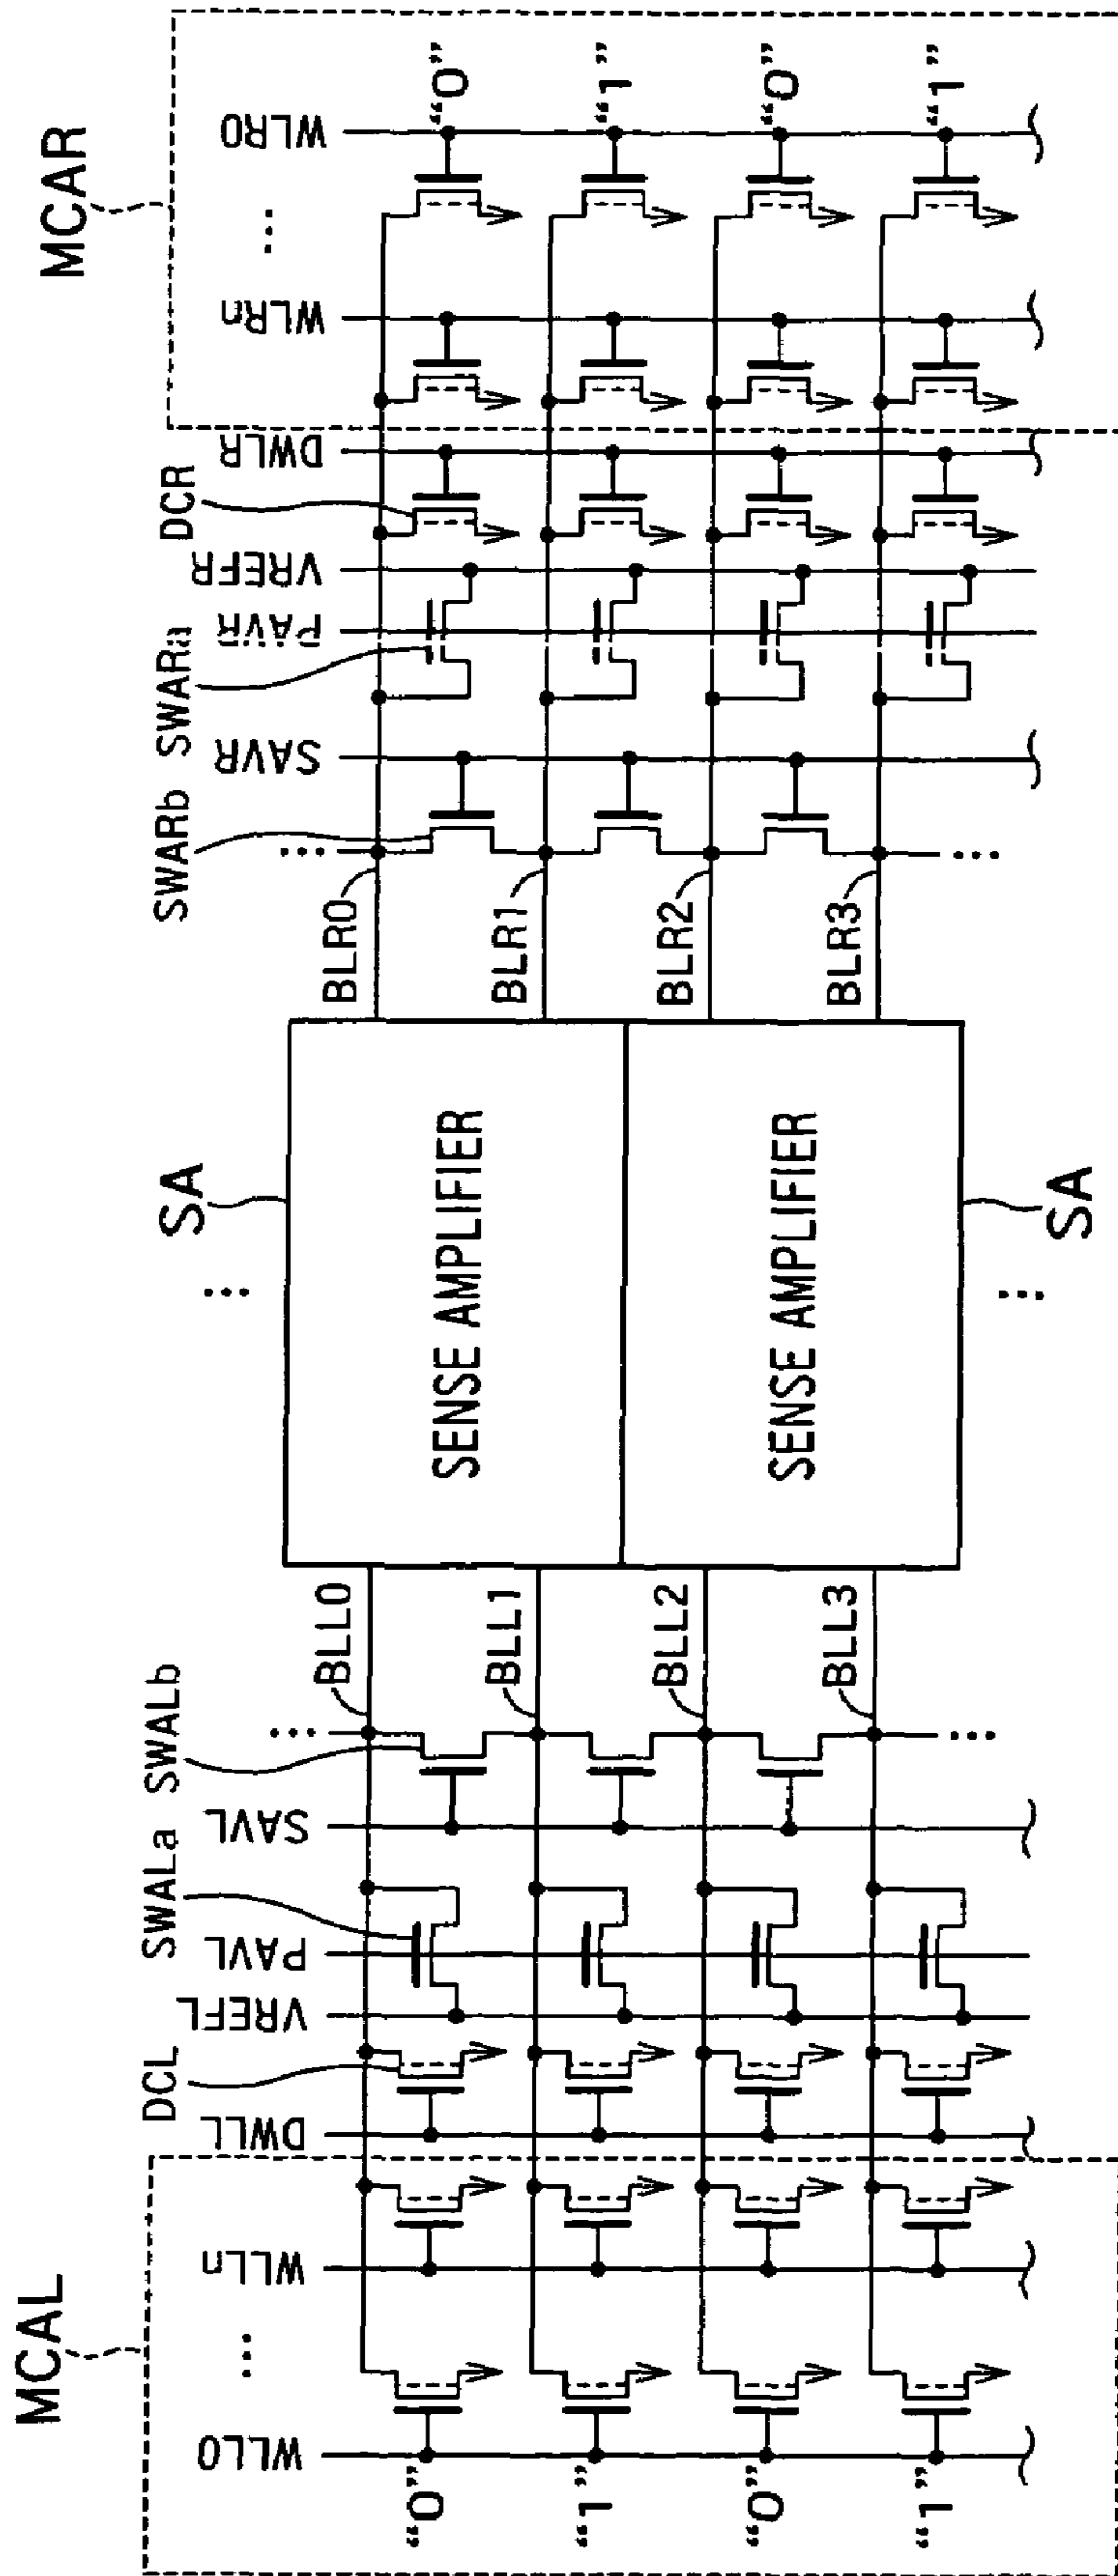 MCAL
MCAR
SA
...
SWARb
SWARa
DCR
DCL
SWALa
SWALb
WLL0
...
WLLn
DWLL
VREFL
PAVL
SAVL
...
SAVR
PAVR
VREFR
DWLR
WLRn
...
WLR0
...
BLL0
BLR0
"0"
"0"
SENSE AMPLIFIER
BLL1
BLR1
"1"
"1"
BLL2
BLR2
"0"
"0"
SENSE AMPLIFIER
BLL3
BLR3
"1"
"1"
...
...
...
SA